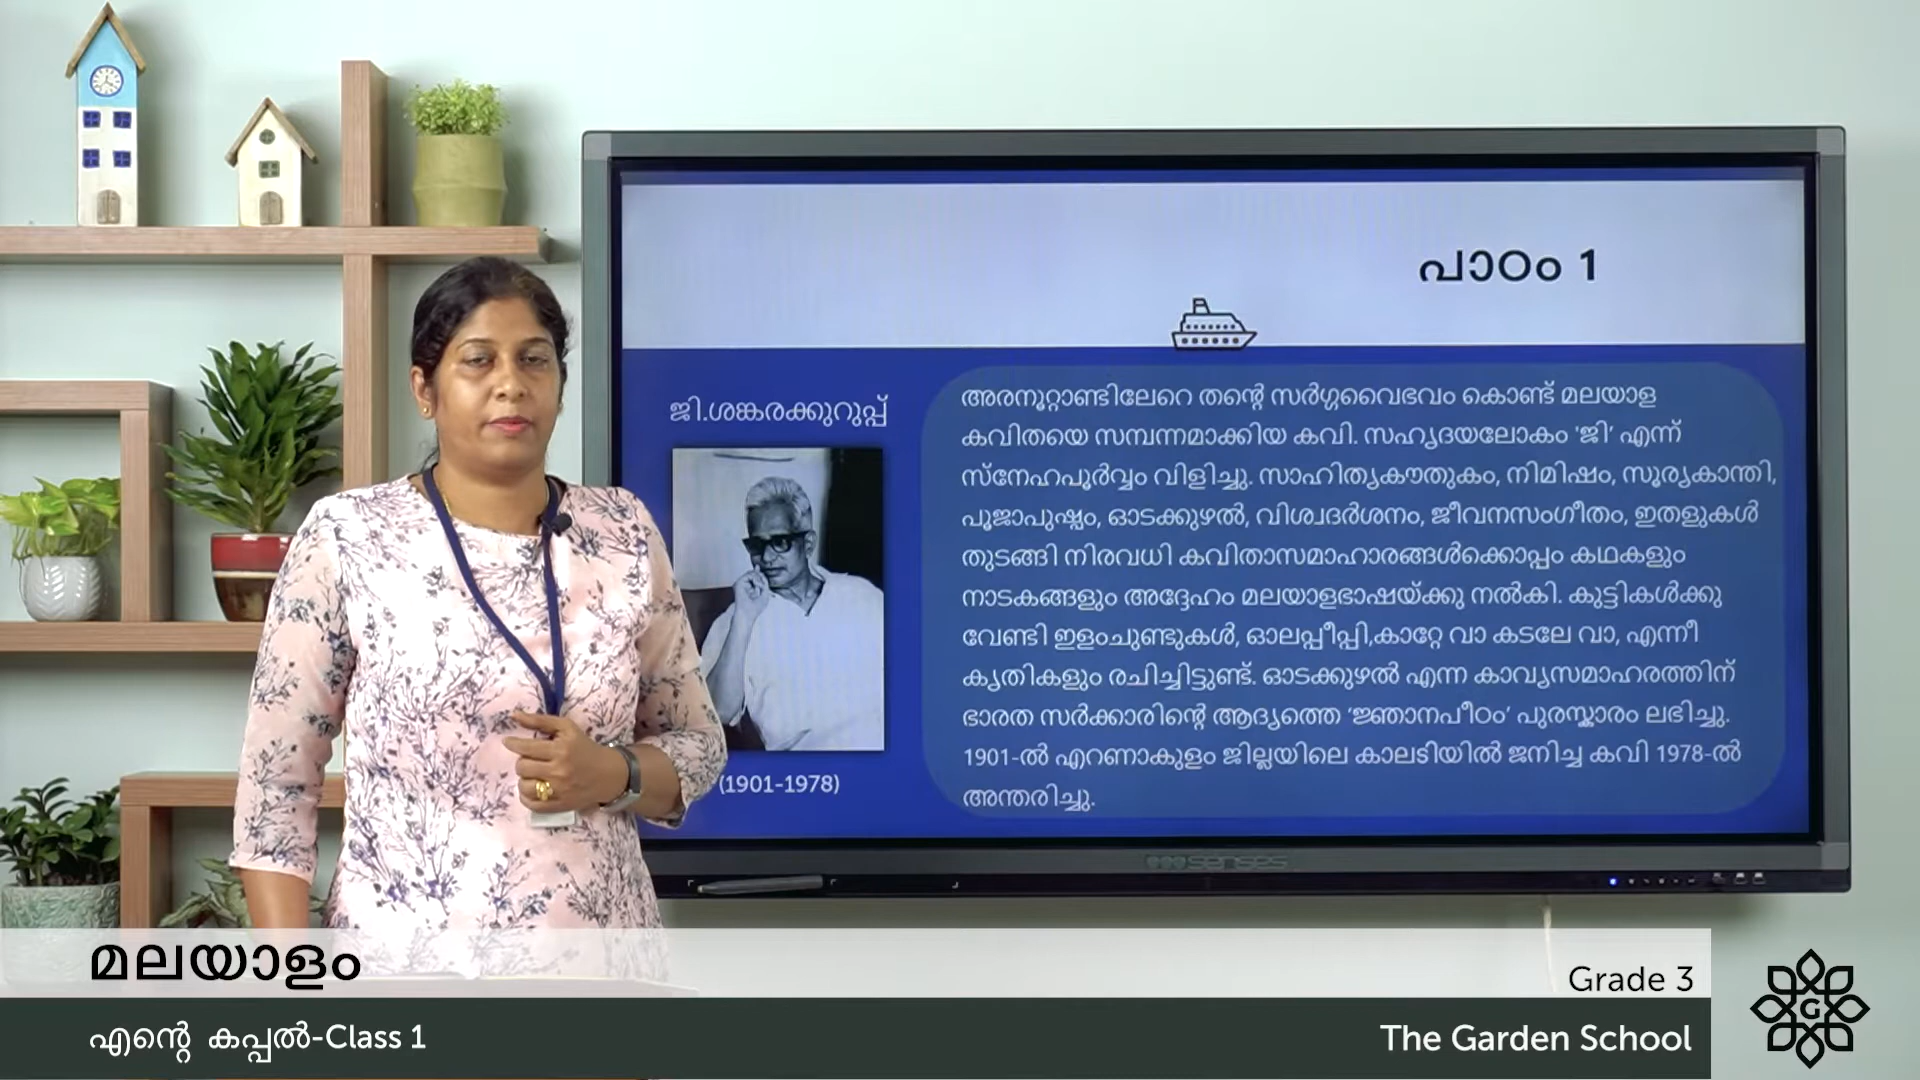 പാഠം 1
ജി.ശങ്കരക്കുറുപ്പ്
(1901-1978)
അരനൂറ്റാണ്ടിലേറെ തന്റെ സർഗ്ഗവൈഭവം കൊണ്ട് മലയാള
കവിതയെ സമ്പന്നമാക്കിയ കവി. സഹൃദയലോകം 'ജി' എന്ന്
സ്നേഹപൂർവ്വം വിളിച്ചു. സാഹിത്യകൗതുകം, നിമിഷം, സൂര്യകാന്തി,
പൂജാപുഷ്പം, ഓടക്കുഴൽ, വിശ്വദർശനം, ജീവനസംഗീതം, ഇതളുകൾ
തുടങ്ങി നിരവധി കവിതാസമാഹാരങ്ങൾക്കൊപ്പം കഥകളും
നാടകങ്ങളും അദ്ദേഹം മലയാളഭാഷയ്ക്കു നൽകി. കുട്ടികൾക്കു
വേണ്ടി ഇളംചുണ്ടുകൾ, ഓലപ്പീപ്പി,കാറ്റേ വാ കടലേ വാ, എന്നീ
കൃതികളും രചിച്ചിട്ടുണ്ട്. ഓടക്കുഴൽ എന്ന കാവ്യസമാഹരത്തിന്
ഭാരത സർക്കാരിന്റെ ആദ്യത്തെ 'ജ്ഞാനപീഠം' പുരസ്കാരം ലഭിച്ചു.
1901-ൽ എറണാകുളം ജില്ലയിലെ കാലടിയിൽ ജനിച്ച കവി 1978-ൽ
അന്തരിച്ചു.
senses
മലയാളം
Grade 3
എന്റെ കപ്പൽ-Class 1
The Garden School
G